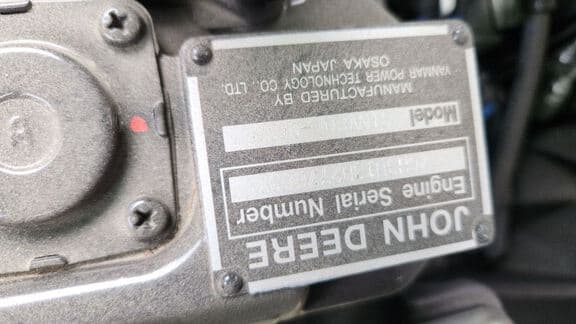 JOHN DEERE
Engine Serial Number
Model
MANUFACTURED BY
YANMAR POWER TECHNOLOGY CO., LTD.
OSAKA JAPAN